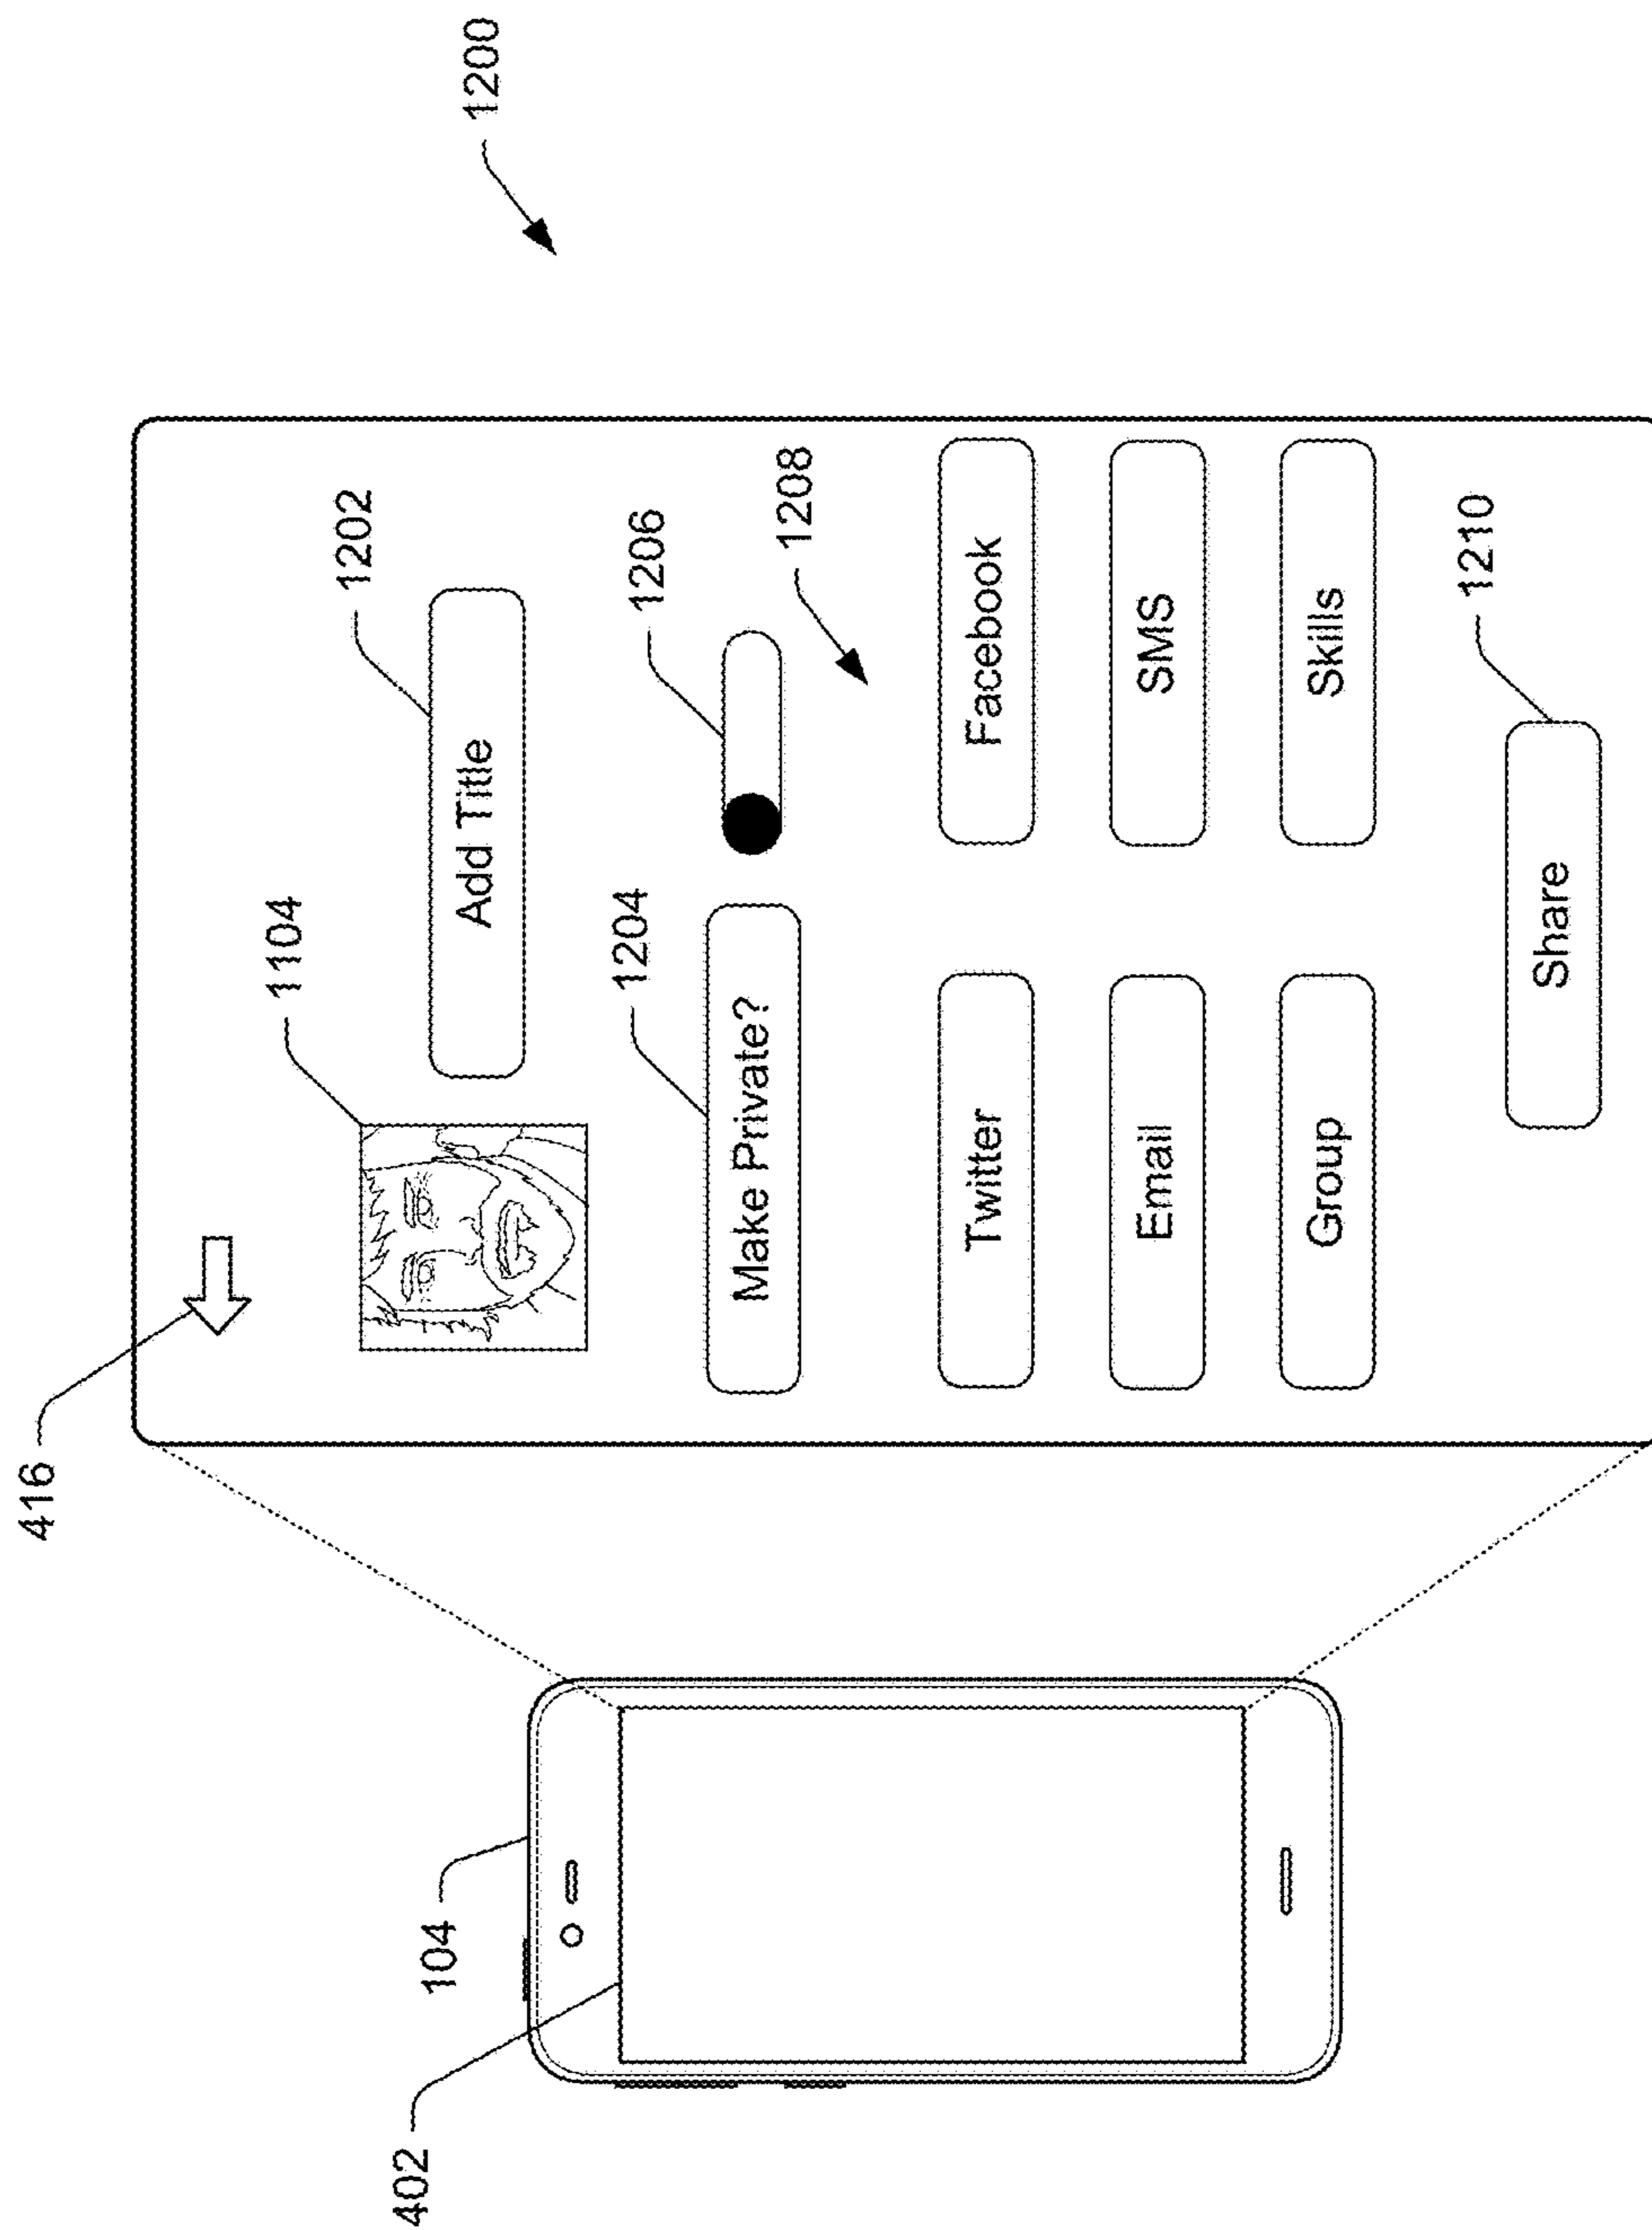 416
1200
1104
1202
Add Title
1204
1206
Make Private?
1208
Twitter
Facebook
Email
SMS
Group
Skills
1210
Share
104
402